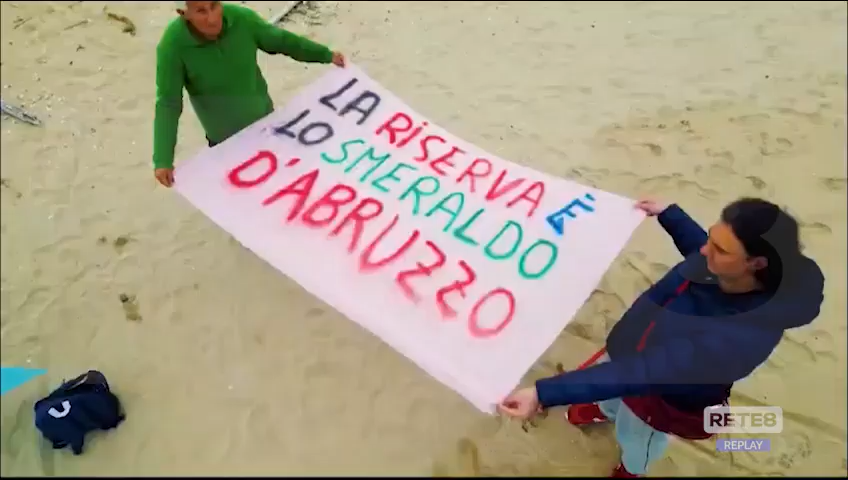 LA RISERVA È
LO SMERALDO
D'ABRUZZO
RETE8
REPLAY